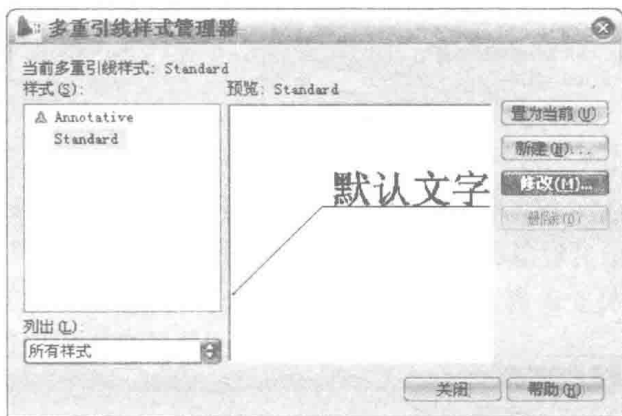 多重引线样式管理器
当前多重引线样式: Standard
样式(S):
预览: Standard
Annotative
Standard
默认文字
置为当前(U)
新建(N)...
修改(M)...
删除(D)
列出(L):
所有样式
关闭
帮助(H)